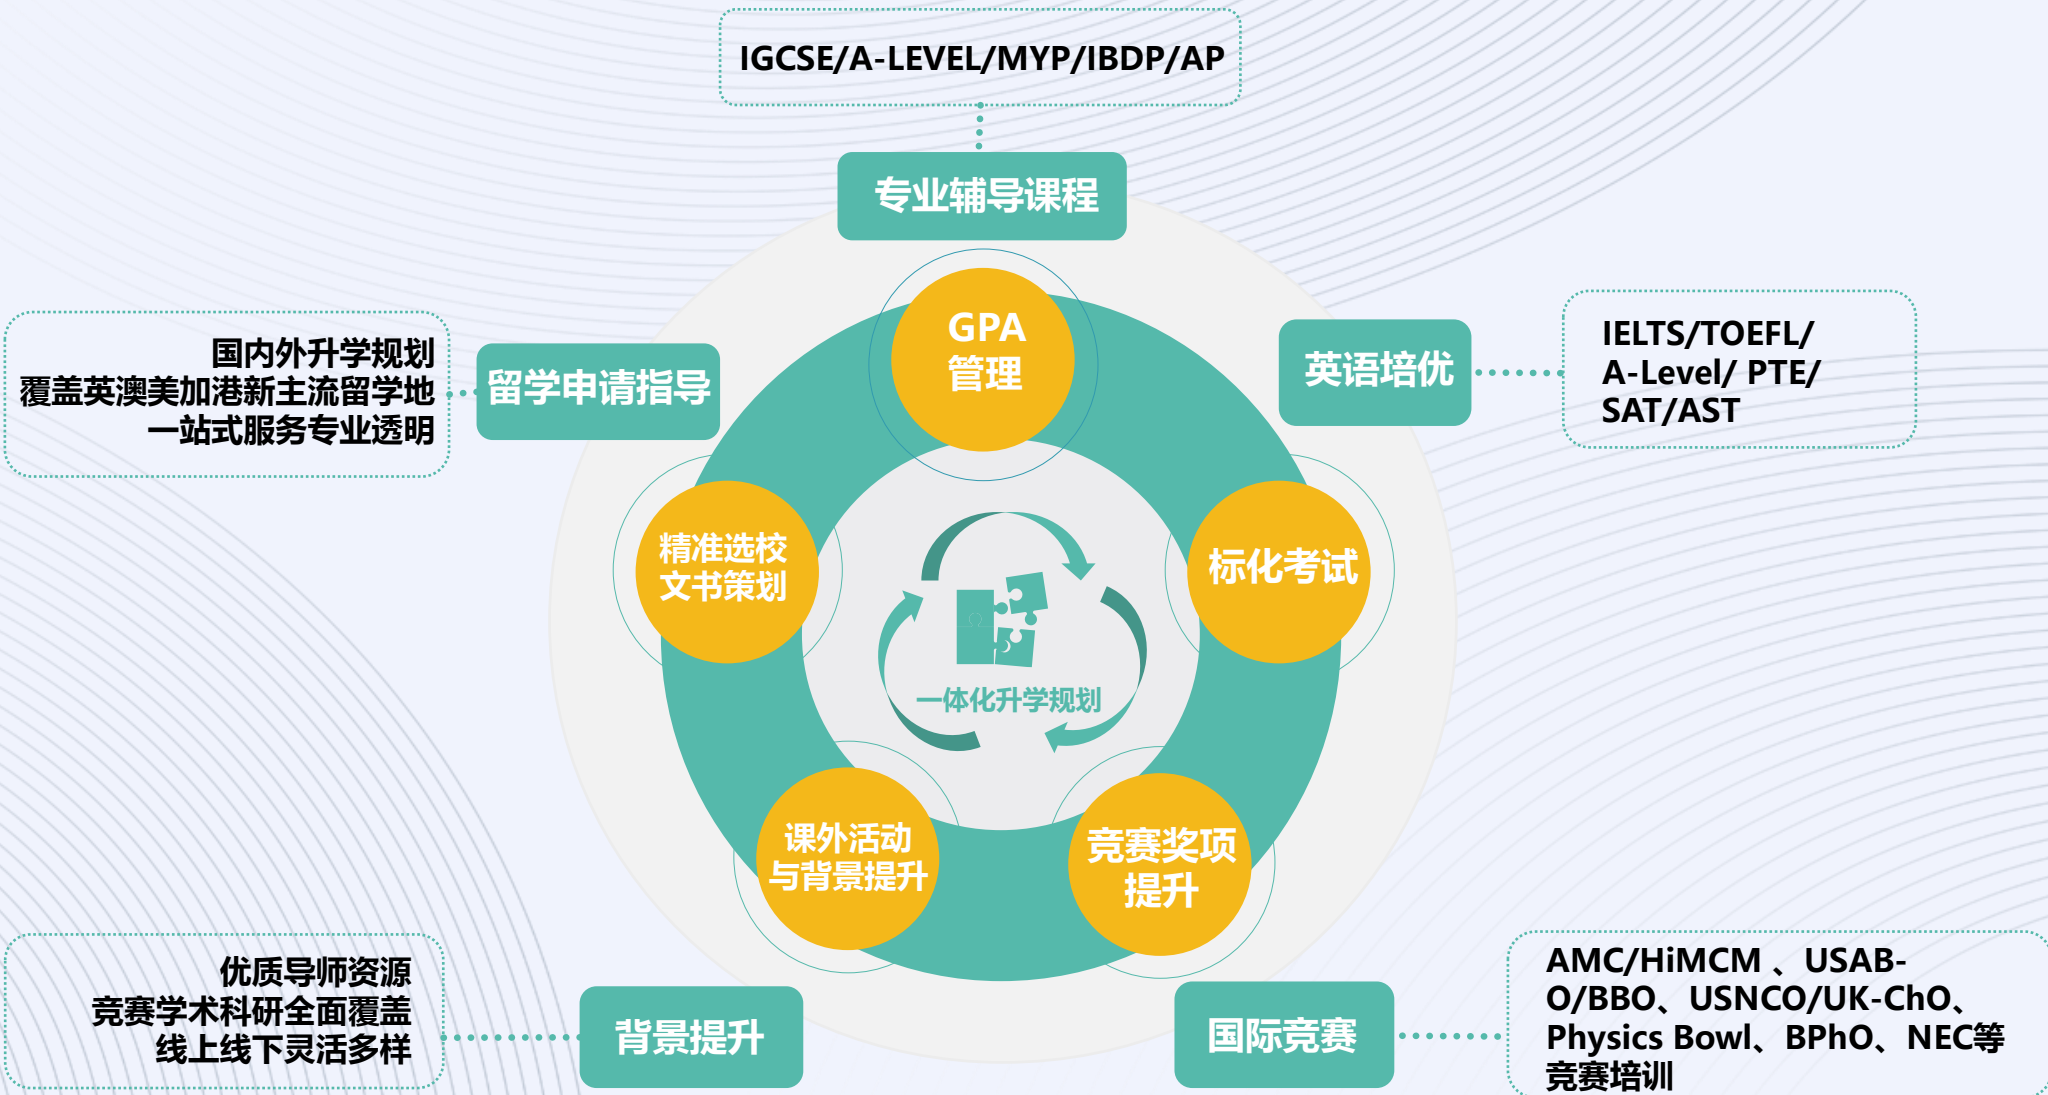 IGCSE/A-LEVEL/MYP/IBDP/AP
专业辅导课程
GPA
管理
国内外升学规划
覆盖英澳美加港新主流留学地
一站式服务专业透明
留学申请指导
英语培优
IELTS/TOEFL/
A-Level/ PTE/
SAT/AST
精准选校
文书策划
标化考试
一体化升学规划
课外活动
与背景提升
竞赛奖项
提升
优质导师资源
竞赛学术科研全面覆盖
线上线下灵活多样
背景提升
国际竞赛
AMC/HiMCM 、USAB-
O/BBO、USNCO/UK-ChO、
Physics Bowl、BPhO、NEC等
竞赛培训